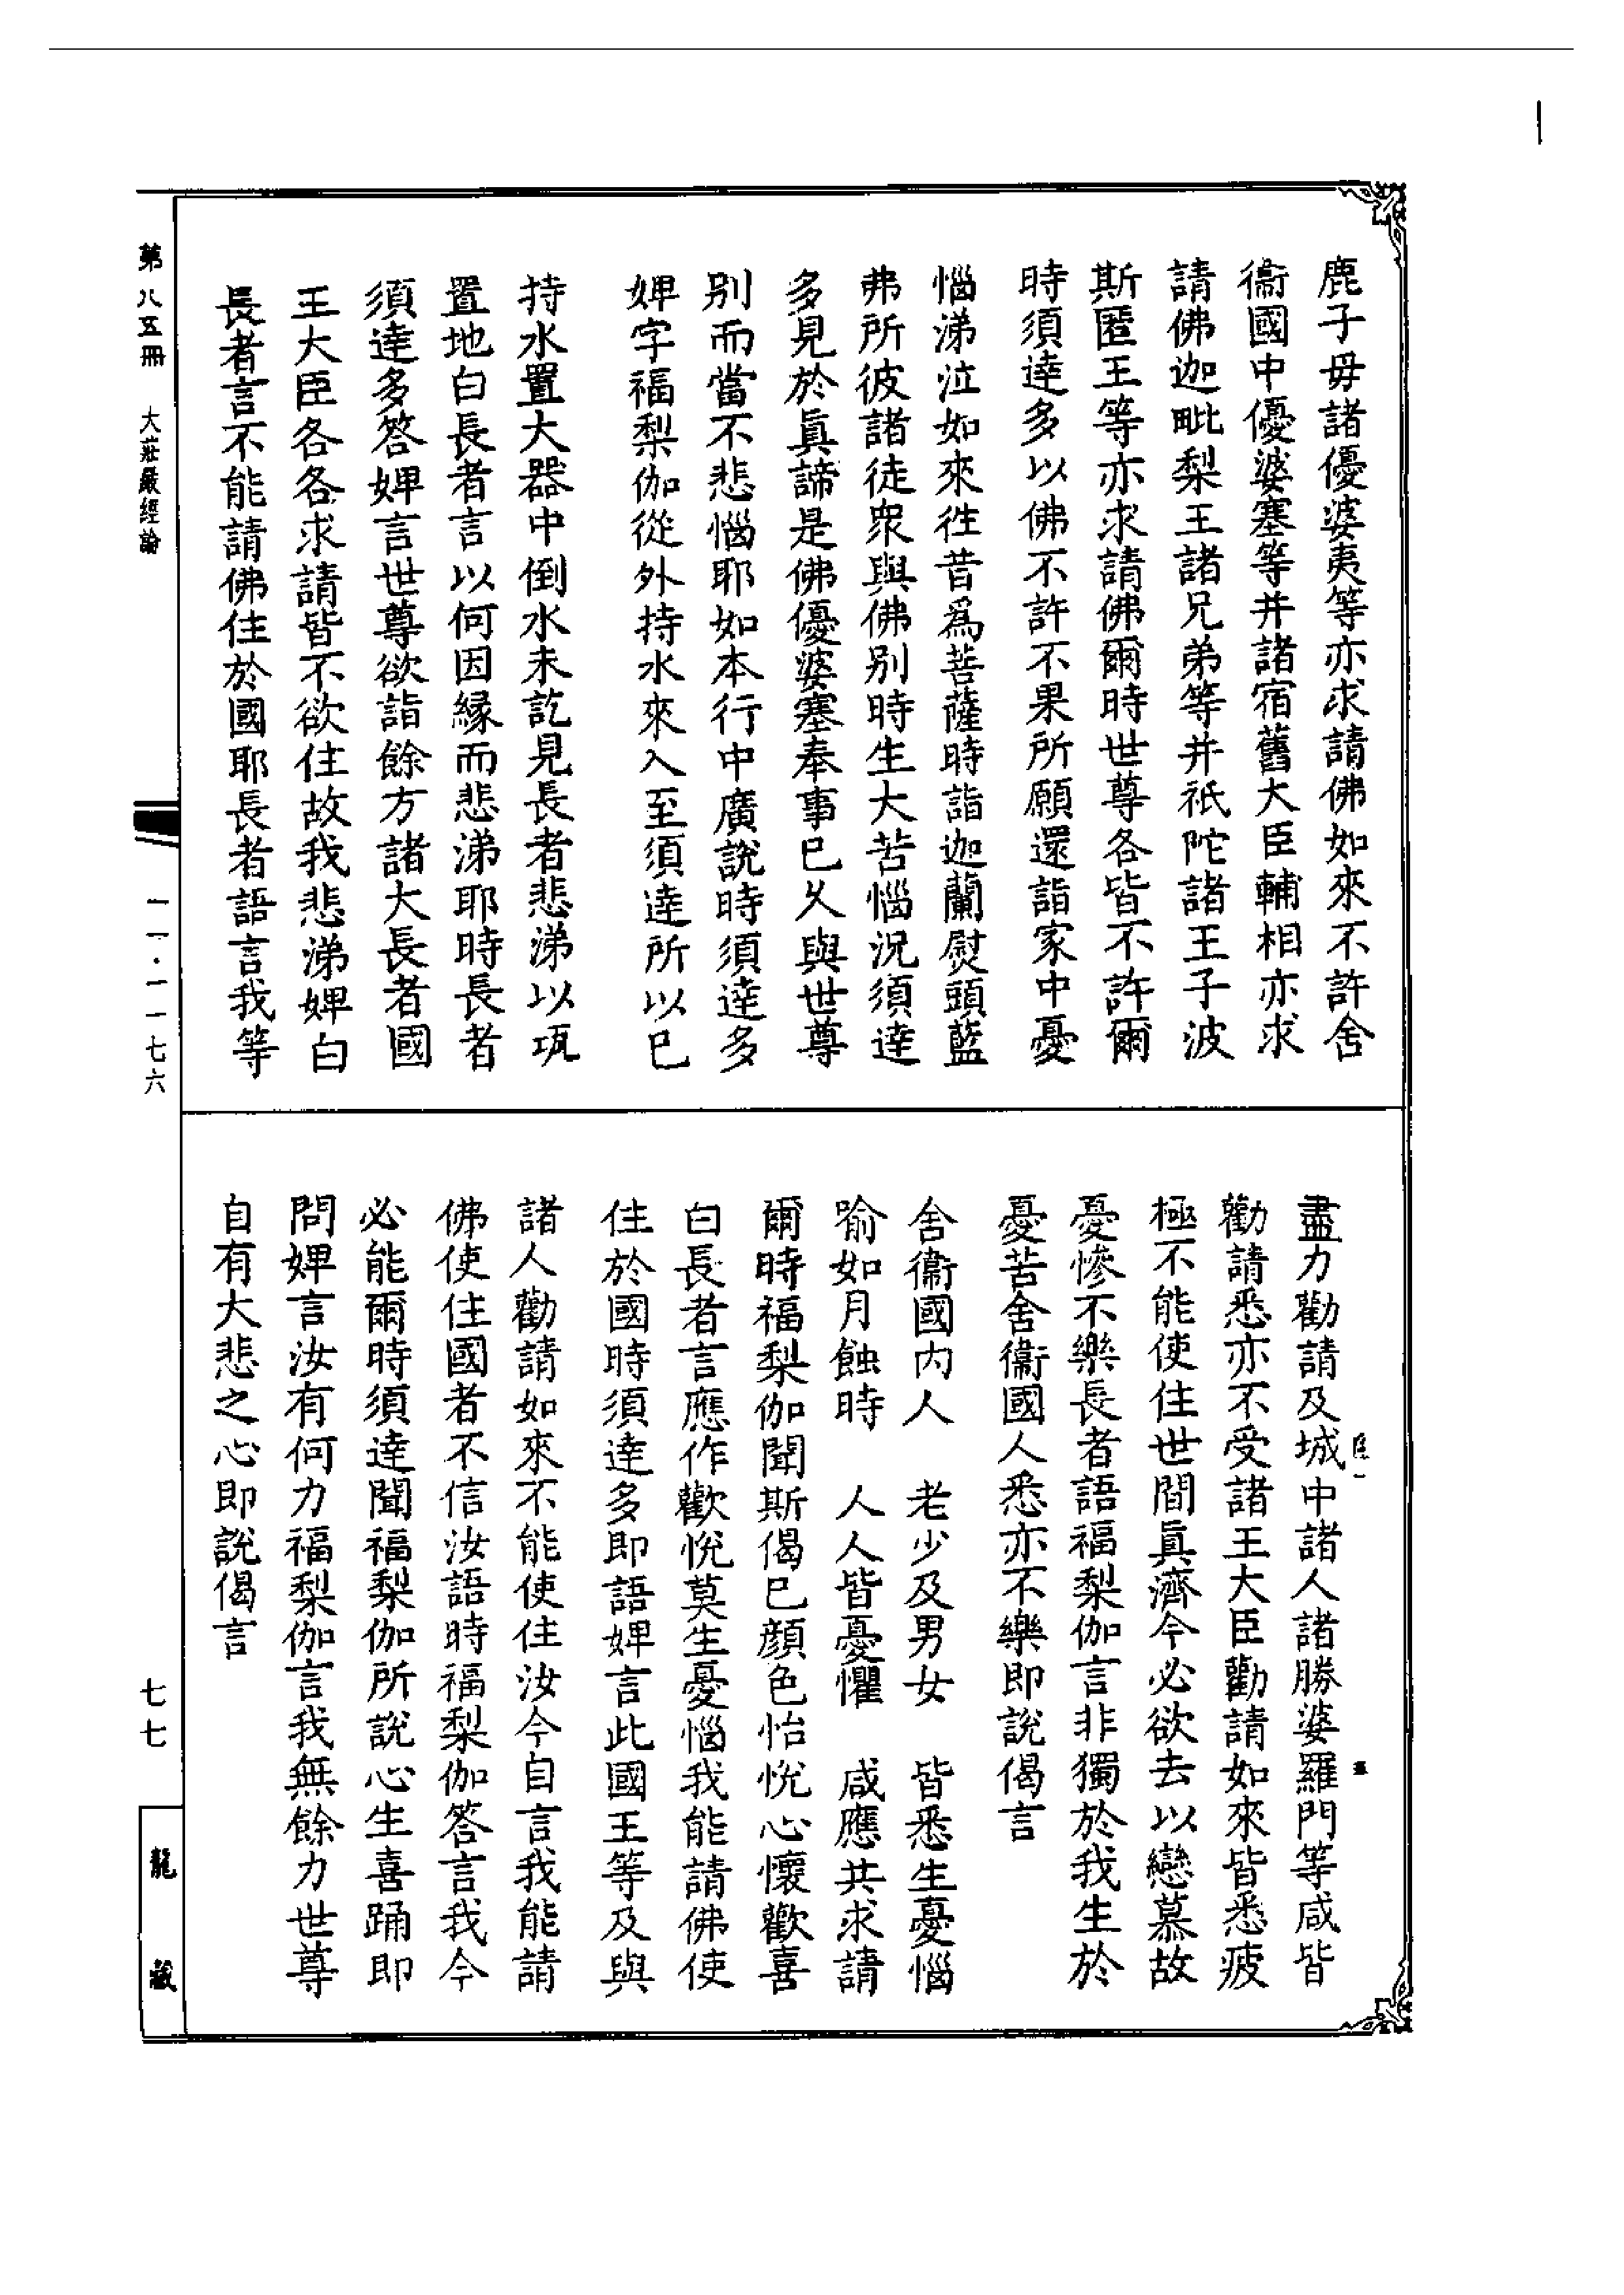 鹿子毋諸優婆夷等亦求請佛如來不許舍
衞國中優婆塞等并諸宿舊大臣輔相亦求
請佛迦毗梨王諸兄弟等并祇陀諸王子波
斯匿王等亦求請佛爾時世尊各皆不許爾
時須達多以佛不許不果所願還詣家中憂
惱涕泣如來徃昔爲菩薩時詣迦蘭熨頭藍
弗所彼諸徒衆與佛别時生大苦惱況須達
多見於眞諦是佛優婆塞奉事巳久與世尊
别而當不悲惱耶如本行中廣説時須達多
婢字福梨伽從外持水來入至須達所以巳
持水置大器中倒水未訖見長者悲涕以瓨
置地白長者言以何因縁而悲涕耶時長者
須達多答婢言世尊欲詣餘方諸大長者國
王大臣各各求請皆不欲住故我悲涕婢白
長者言不能請佛住於國耶長者語言我等
盡力勸請及城中諸人諸勝婆羅門等咸皆
勸請悉亦不受諸王大臣勸請如來皆悉疲
極不能使住世間眞濟今必欲去以戀慕故
憂慘不樂長者語福梨伽言非獨於我生於
憂苦舍衞國人悉亦不樂即説偈言
舍衞國内人　老少及男女　皆悉生憂惱
喻如月蝕時　人人皆憂懼　咸應共求請
爾時福梨伽聞斯偈巳顔色怡悅心懷歡喜
白長者言應作歡悅莫生憂惱我能請佛使
住於國時須達多即語婢言此國王等及與
諸人勸請如來不能使住汝今自言我能請
佛使住國者不信汝語時福梨伽答言我今
必能爾時須達聞福梨伽所説心生喜踊即
問婢言汝有何力福梨伽言我無餘力世尊
自有大悲之心即説偈言
第八五冊　大莊嚴經論
一一·一一七六
七七
龍藏